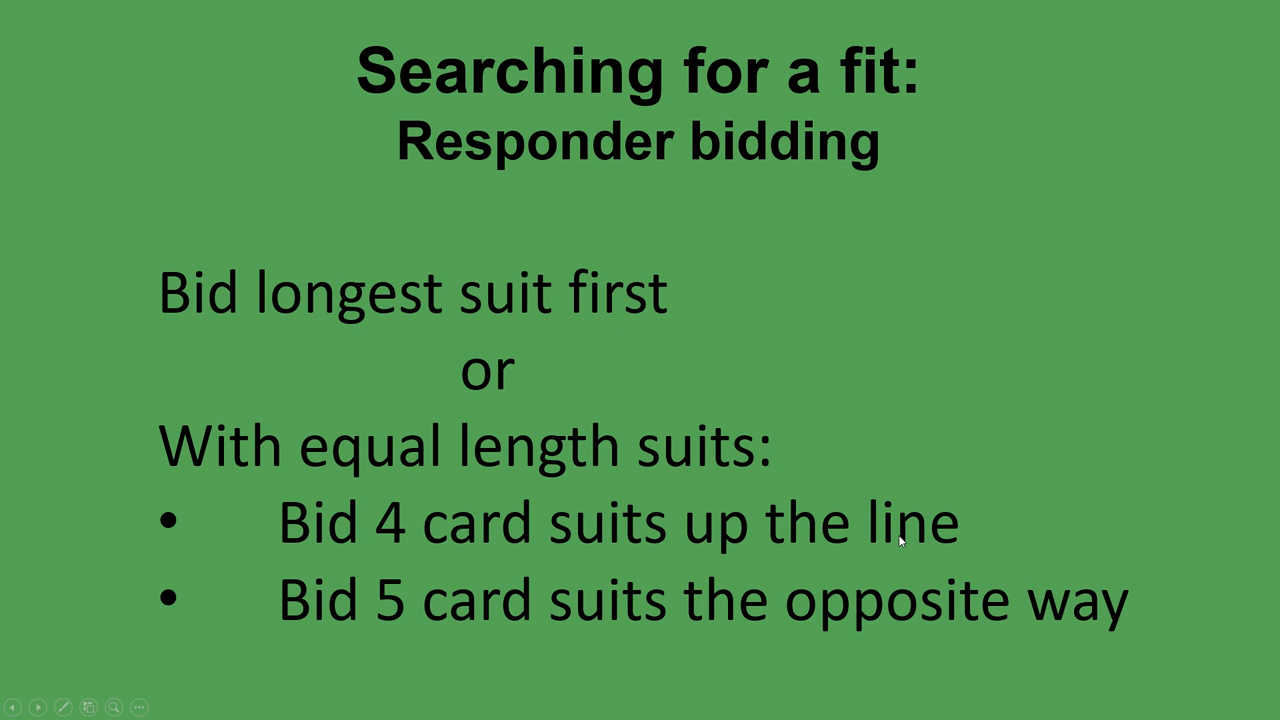 Searching for a fit:
Responder bidding
Bid longest suit first
or
With equal length suits:
• Bid 4 card suits up the line
• Bid 5 card suits the opposite way